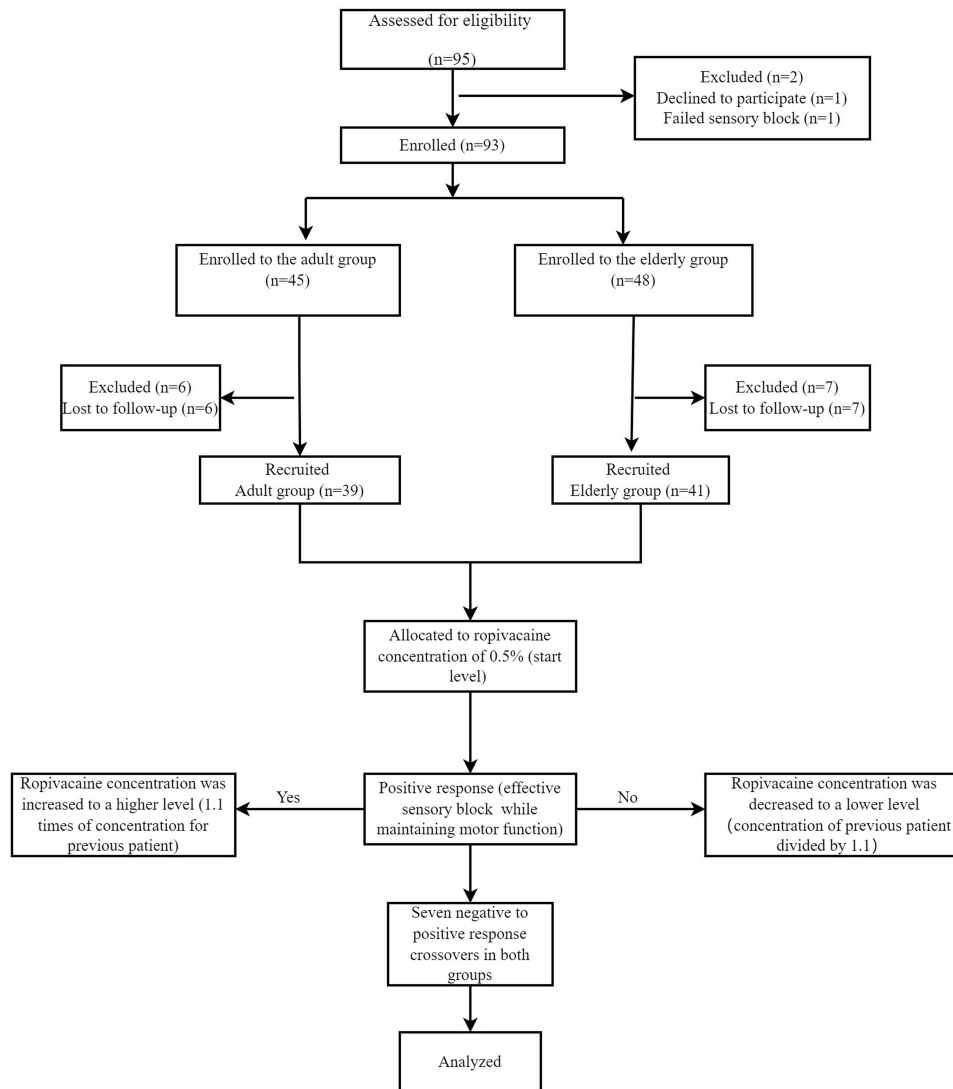 Assessed for eligibility
(n=95)
Excluded (n=2)
Declined to participate (n=1)
Failed sensory block (n=1)
Enrolled (n=93)
Enrolled to the adult group
(n=45)
Enrolled to the elderly group
(n=48)
Excluded (n=6)
Lost to follow-up (n=6)
Excluded (n=7)
Lost to follow-up (n=7)
Recruited
Adult group (n=39)
Recruited
Elderly group (n=41)
Allocated to ropivacaine
concentration of 0.5% (start
level)
Ropivacaine concentration was
increased to a higher level (1.1
times of concentration for
previous patient)
Yes
Positive response (effective
sensory block while
maintaining motor function)
No
Ropivacaine concentration was
decreased to a lower level
(concentration of previous patient
divided by 1.1)
Seven negative to
positive response
crossovers in both
groups
Analyzed